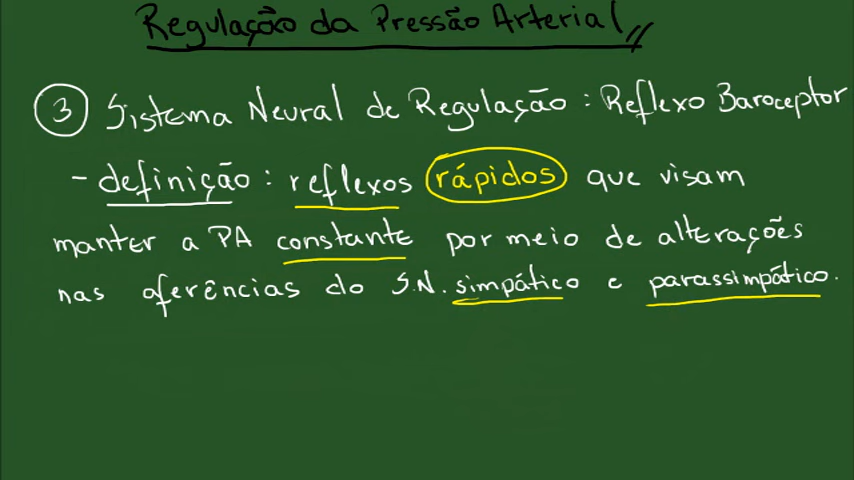 Regulação da Pressão Arterial //
③ Sistema Neural de Regulação : Reflexo Baroceptor
- definição : reflexos rápidos que visam
manter a PA constante por meio de alterações
nas aferências do S.N. simpático e parassimpático.